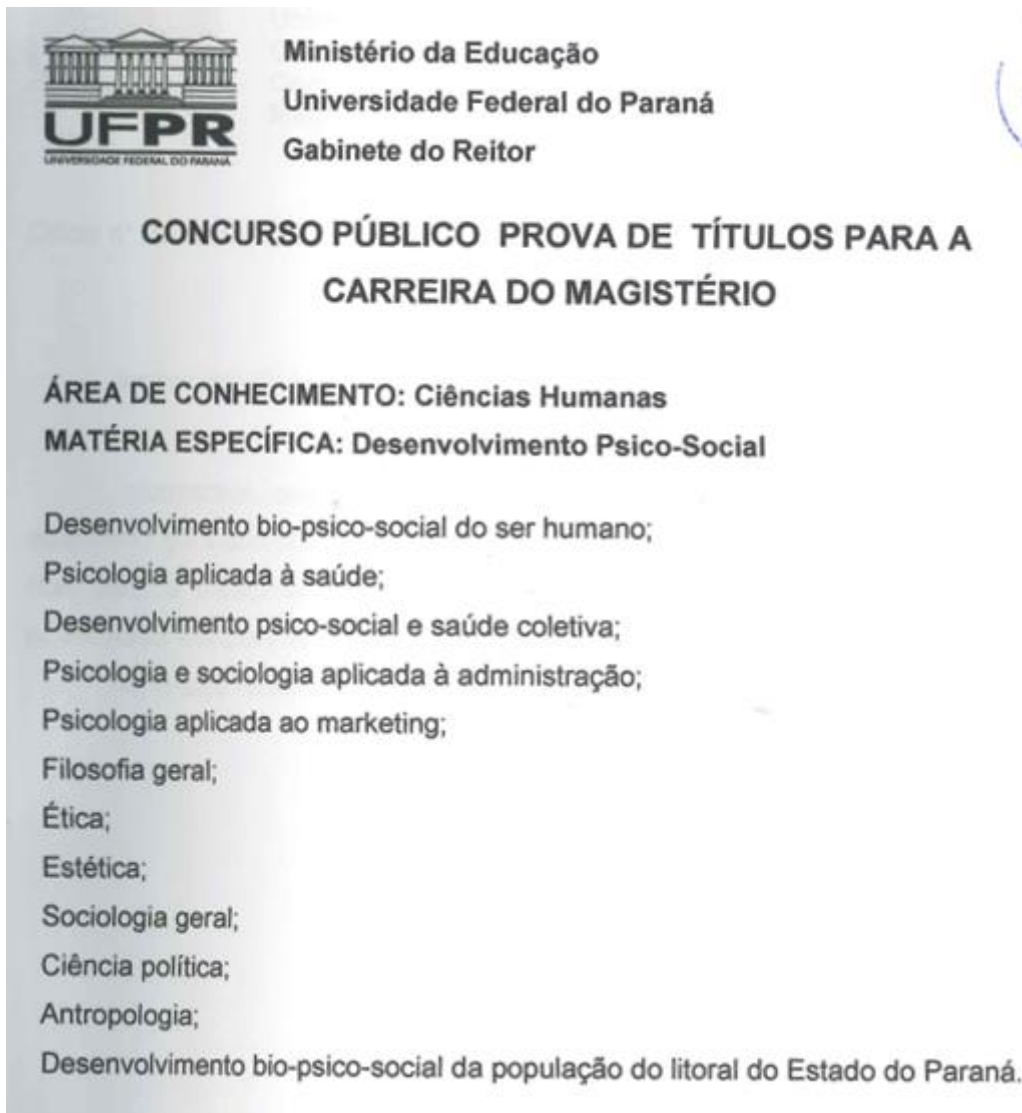 UFPR
UNIVERSIDADE FEDERAL DO PARANÁ
Ministério da Educação
Universidade Federal do Paraná
Gabinete do Reitor
CONCURSO PÚBLICO PROVA DE TÍTULOS PARA A
CARREIRA DO MAGISTÉRIO
ÁREA DE CONHECIMENTO: Ciências Humanas
MATÉRIA ESPECÍFICA: Desenvolvimento Psico-Social
Desenvolvimento bio-psico-social do ser humano;
Psicologia aplicada à saúde;
Desenvolvimento psico-social e saúde coletiva;
Psicologia e sociologia aplicada à administração;
Psicologia aplicada ao marketing;
Filosofia geral;
Ética;
Estética;
Sociologia geral;
Ciência política;
Antropologia;
Desenvolvimento bio-psico-social da população do litoral do Estado do Paraná.